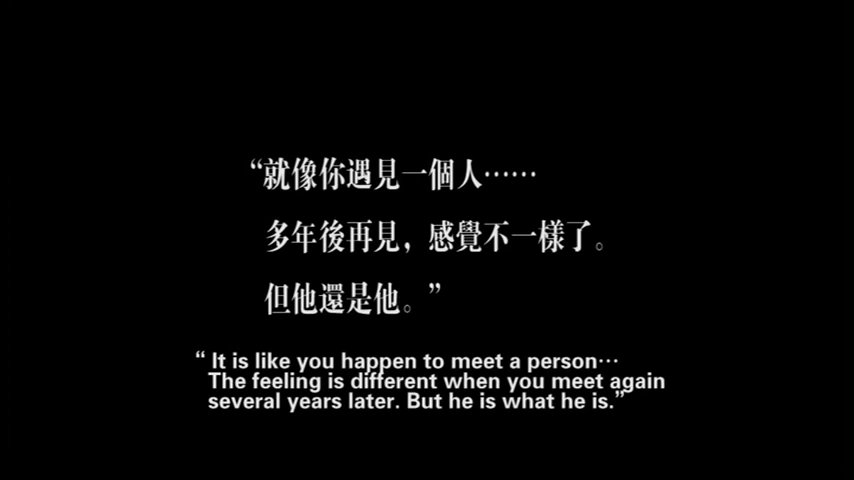 “就像你遇見一個人……
多年後再見，感覺不一樣了。
但他還是他。”
“ It is like you happen to meet a person…
The feeling is different when you meet again
several years later. But he is what he is.”